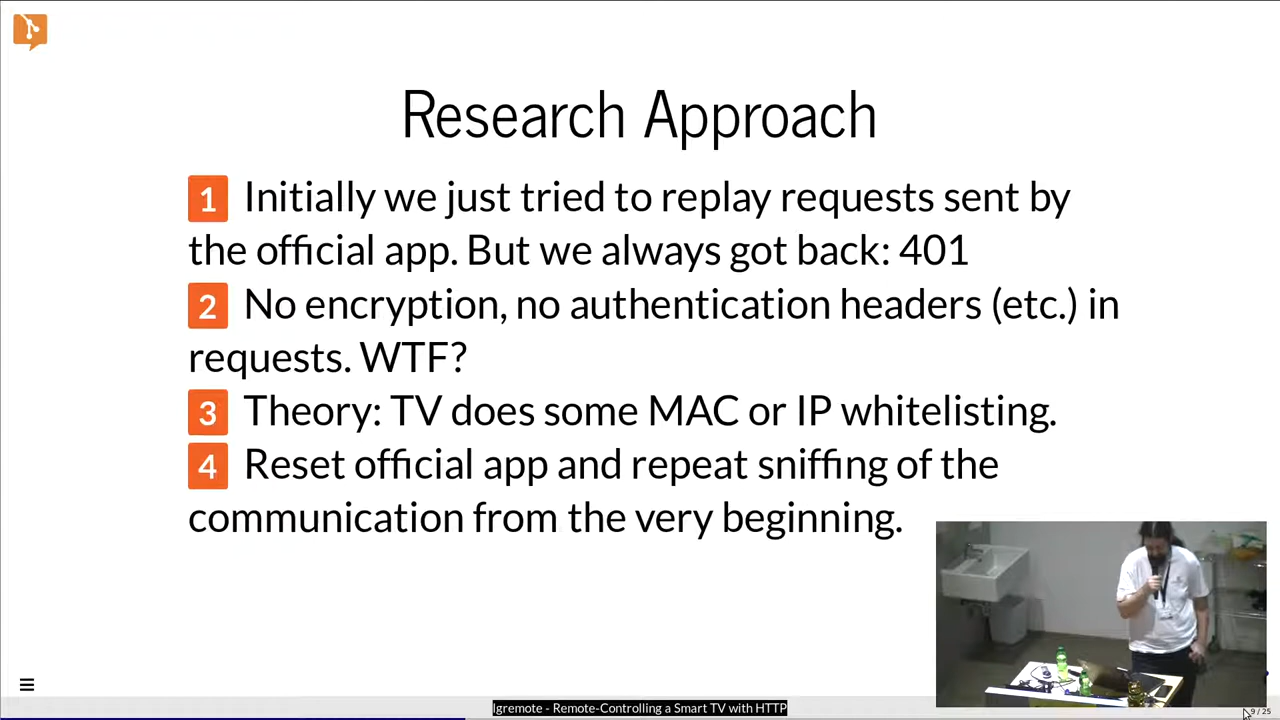 Research Approach
1 Initially we just tried to replay requests sent by
the official app. But we always got back: 401
2 No encryption, no authentication headers (etc.) in
requests. WTF?
3 Theory: TV does some MAC or IP whitelisting.
4 Reset official app and repeat sniffing of the
communication from the very beginning.
lgremote - Remote-Controlling a Smart TV with HTTP
9 / 25